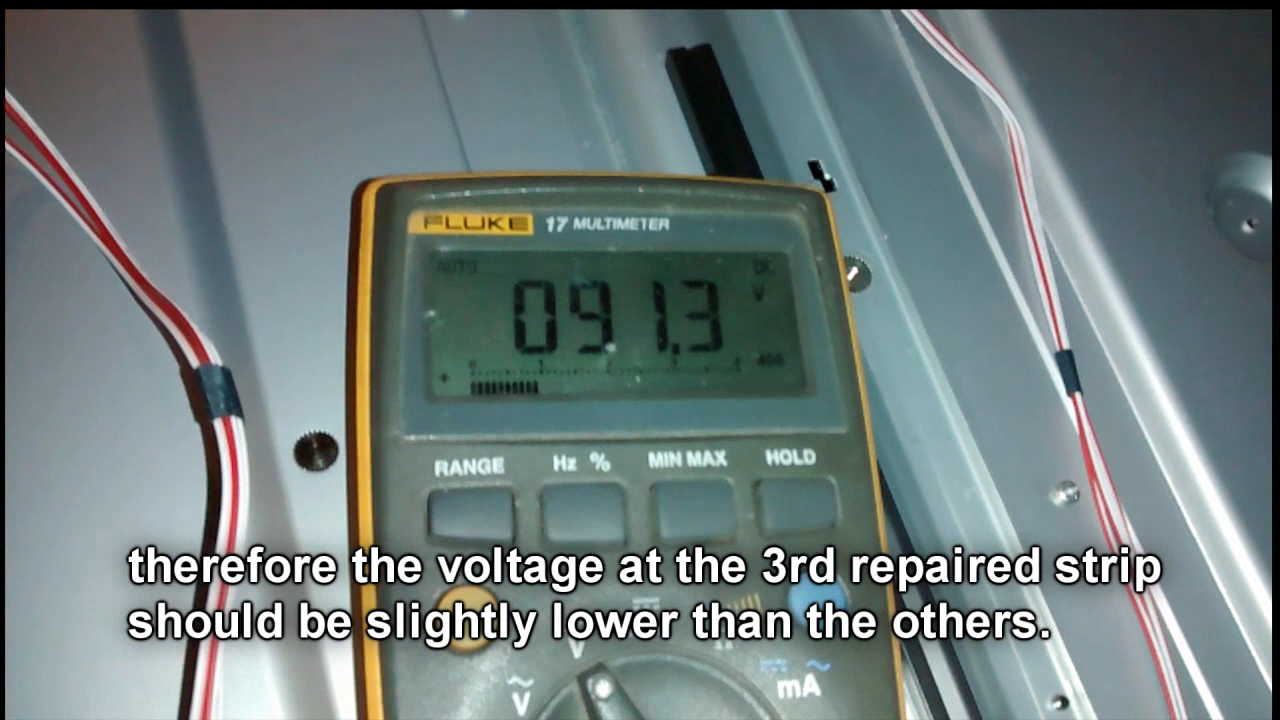 FLUKE 17 MULTIMETER
AUTO DC
091.3 V
+ 400
RANGE Hz % MIN MAX HOLD
therefore the voltage at the 3rd repaired strip
should be slightly lower than the others.
V
V mA